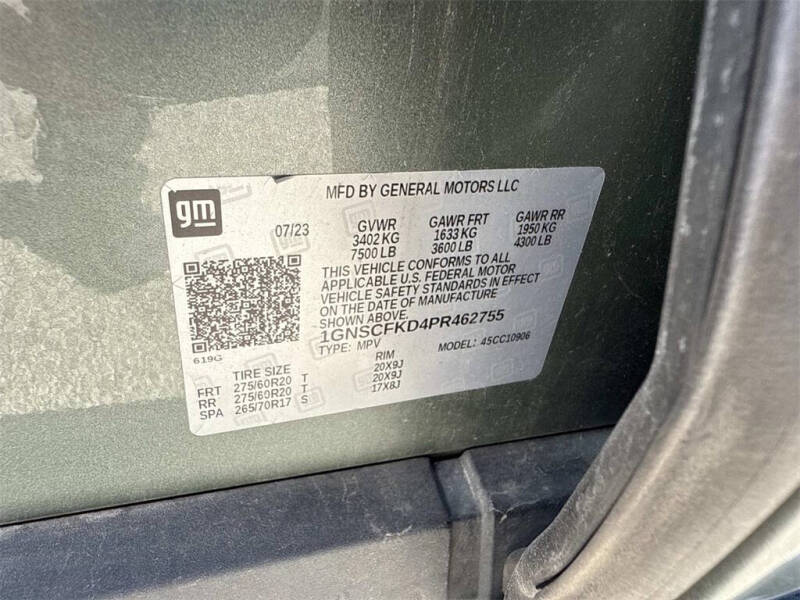 gm
MFD BY GENERAL MOTORS LLC
07/23 GVWR GAWR FRT GAWR RR
3402 KG 1633 KG 1950 KG
7500 LB 3600 LB 4300 LB
THIS VEHICLE CONFORMS TO ALL
APPLICABLE U.S. FEDERAL MOTOR
VEHICLE SAFETY STANDARDS IN EFFECT
ON THE DATE OF MANUFACTURE
SHOWN ABOVE.
1GNSCFKD4PR462755
619G
TYPE: MPV MODEL: 45CC10906
TIRE SIZE RIM
FRT 275/60R20 T 20X9J
RR 275/60R20 T 20X9J
SPA 265/70R17 S 17X8J